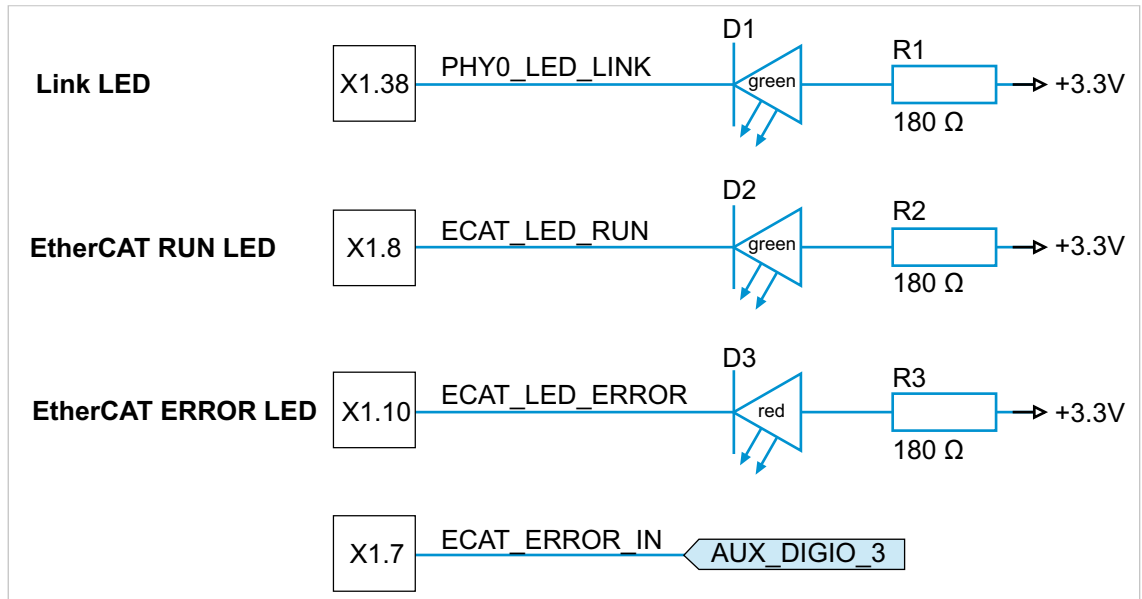 D1
R1
Link LED
X1.38
PHY0_LED_LINK
green
+3.3V
180 Ω
D2
R2
EtherCAT RUN LED
X1.8
ECAT_LED_RUN
green
+3.3V
180 Ω
D3
R3
EtherCAT ERROR LED
X1.10
ECAT_LED_ERROR
red
+3.3V
180 Ω
X1.7
ECAT_ERROR_IN
AUX_DIGIO_3